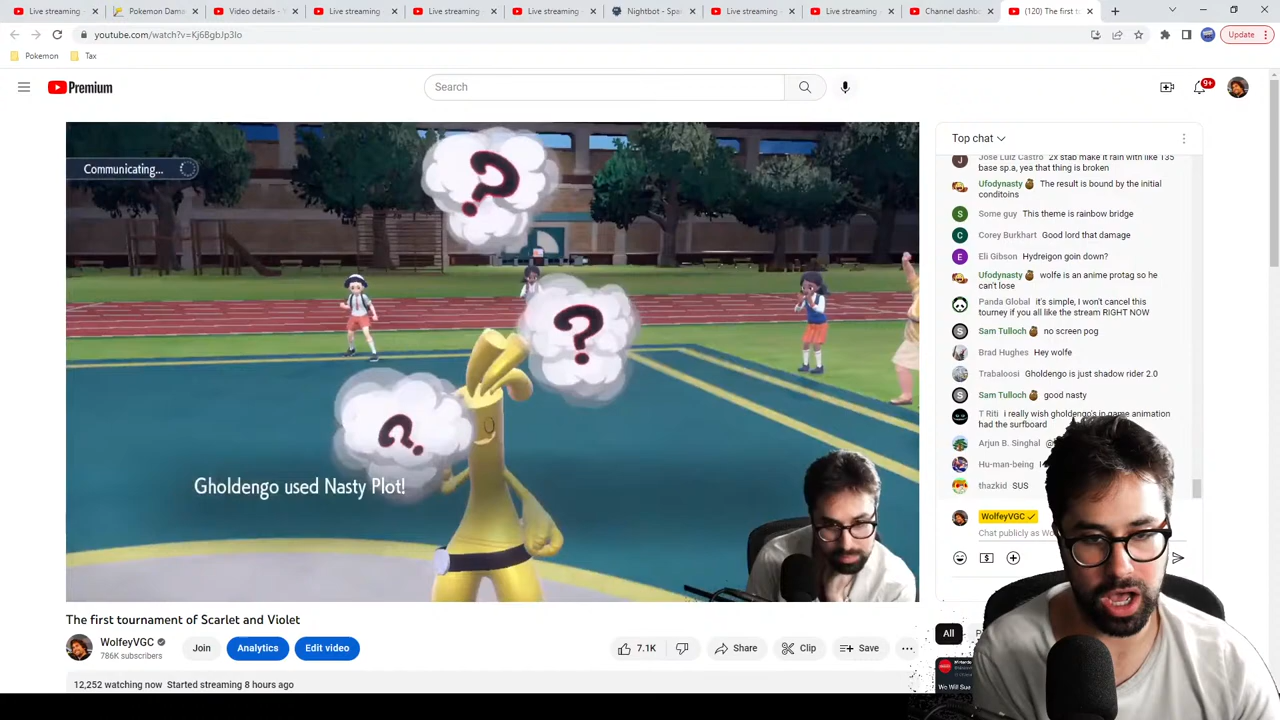 Live streaming
Pokemon Dama
Video details - Y
Live streaming
Live streaming
Live streaming
Nightbot - Spa
Live streaming
Live streaming
Channel dashb
(120) The first t
youtube.com/watch?v=Kj6BgbJp3Io
Update
Pokemon
Tax
Premium
Search
9+
Communicating...
Gholdengo used Nasty Plot!
Top chat
Jose Luiz Castro 2x stab make it rain with like 135
base sp.a, yea that thing is broken
Ufodynasty The result is bound by the initial
conditoins
Some guy This theme is rainbow bridge
Corey Burkhart Good lord that damage
Eli Gibson Hydreigon goin down?
Ufodynasty wolfe is an anime protag so he
can't lose
Panda Global it's simple, I won't cancel this
tourney if you all like the stream RIGHT NOW
Sam Tulloch no screen pog
Brad Hughes Hey wolfe
Trabaloosi Gholdengo is just shadow rider 2.0
Sam Tulloch good nasty
T Riti i really wish gholdengo's in game animation
had the surfboard
Arjun B. Singhal
Hu-man-being
thazkid SUS
WolfeyVGC
Chat publicly as
All
The first tournament of Scarlet and Violet
WolfeyVGC
786K subscribers
Join
Analytics
Edit video
7.1K
Share
Clip
Save
12,252 watching now Started streaming 8 hours ago
We Will Sue